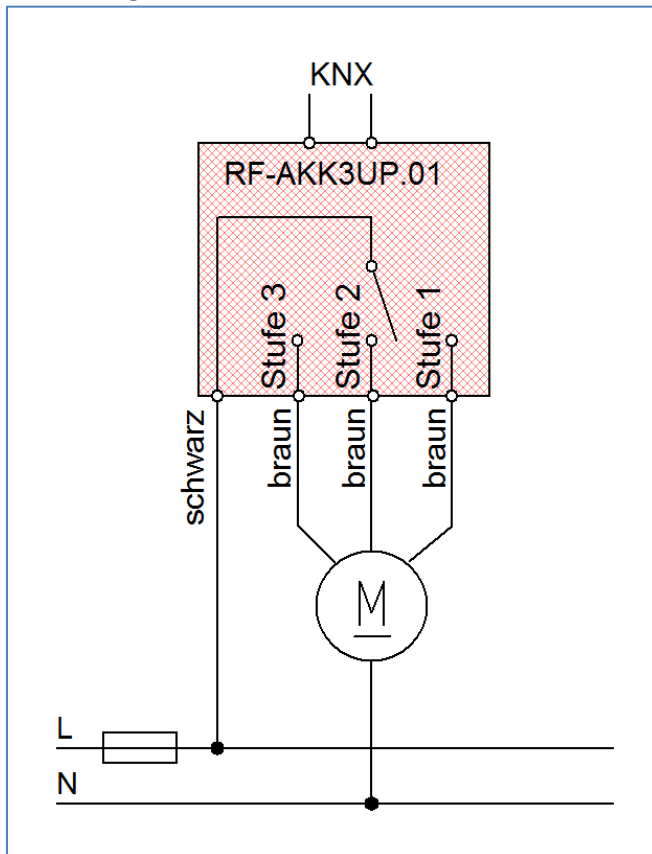 KNX
RF-AKK3UP.01
Stufe 3
Stufe 2
Stufe 1
schwarz
braun
braun
braun
M
L
N